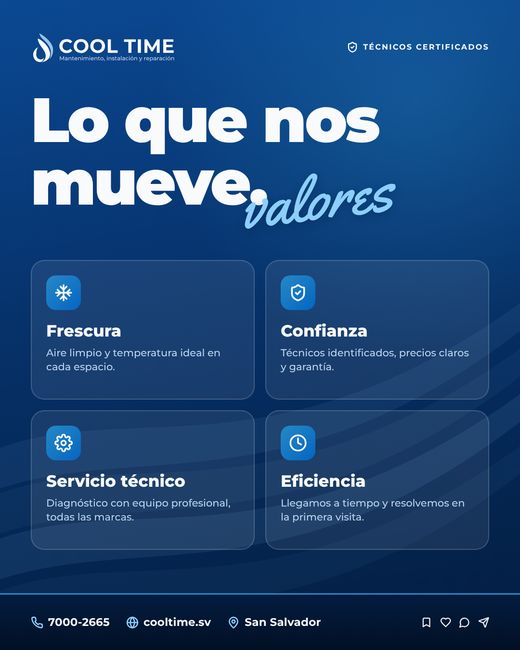 COOL TIME
Mantenimiento, instalación y reparación
TÉCNICOS CERTIFICADOS
Lo que nos
mueve.
valores
Frescura
Aire limpio y temperatura ideal en
cada espacio.
Confianza
Técnicos identificados, precios claros
y garantía.
Servicio técnico
Diagnóstico con equipo profesional,
todas las marcas.
Eficiencia
Llegamos a tiempo y resolvemos en
la primera visita.
7000-2665
cooltime.sv
San Salvador